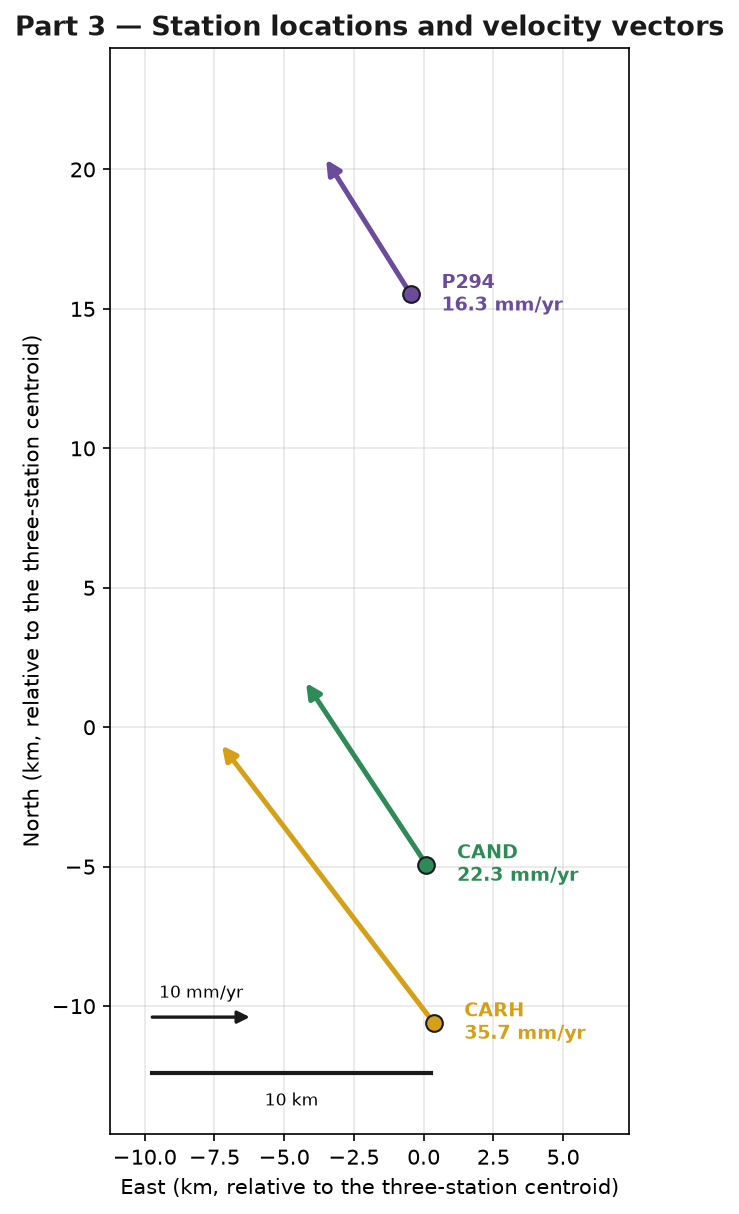 Part 3 — Station locations and velocity vectors
20
15
10
5
0
−5
−10
North (km, relative to the three-station centroid)
P294
16.3 mm/yr
CAND
22.3 mm/yr
CARH
35.7 mm/yr
10 mm/yr
10 km
−10.0 −7.5 −5.0 −2.5 0.0 2.5 5.0
East (km, relative to the three-station centroid)